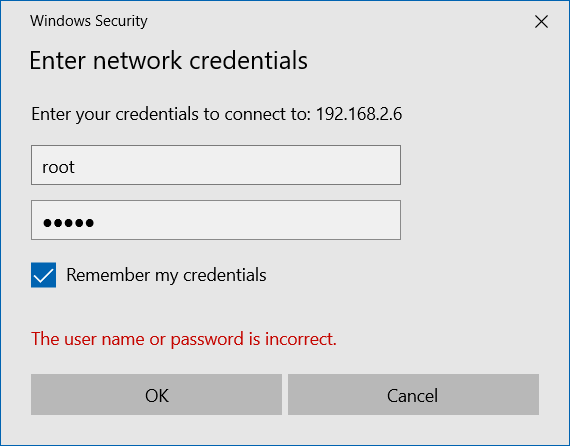 Windows Security
Enter network credentials
Enter your credentials to connect to: 192.168.2.6
root
●●●●●
Remember my credentials
The user name or password is incorrect.
OK
Cancel